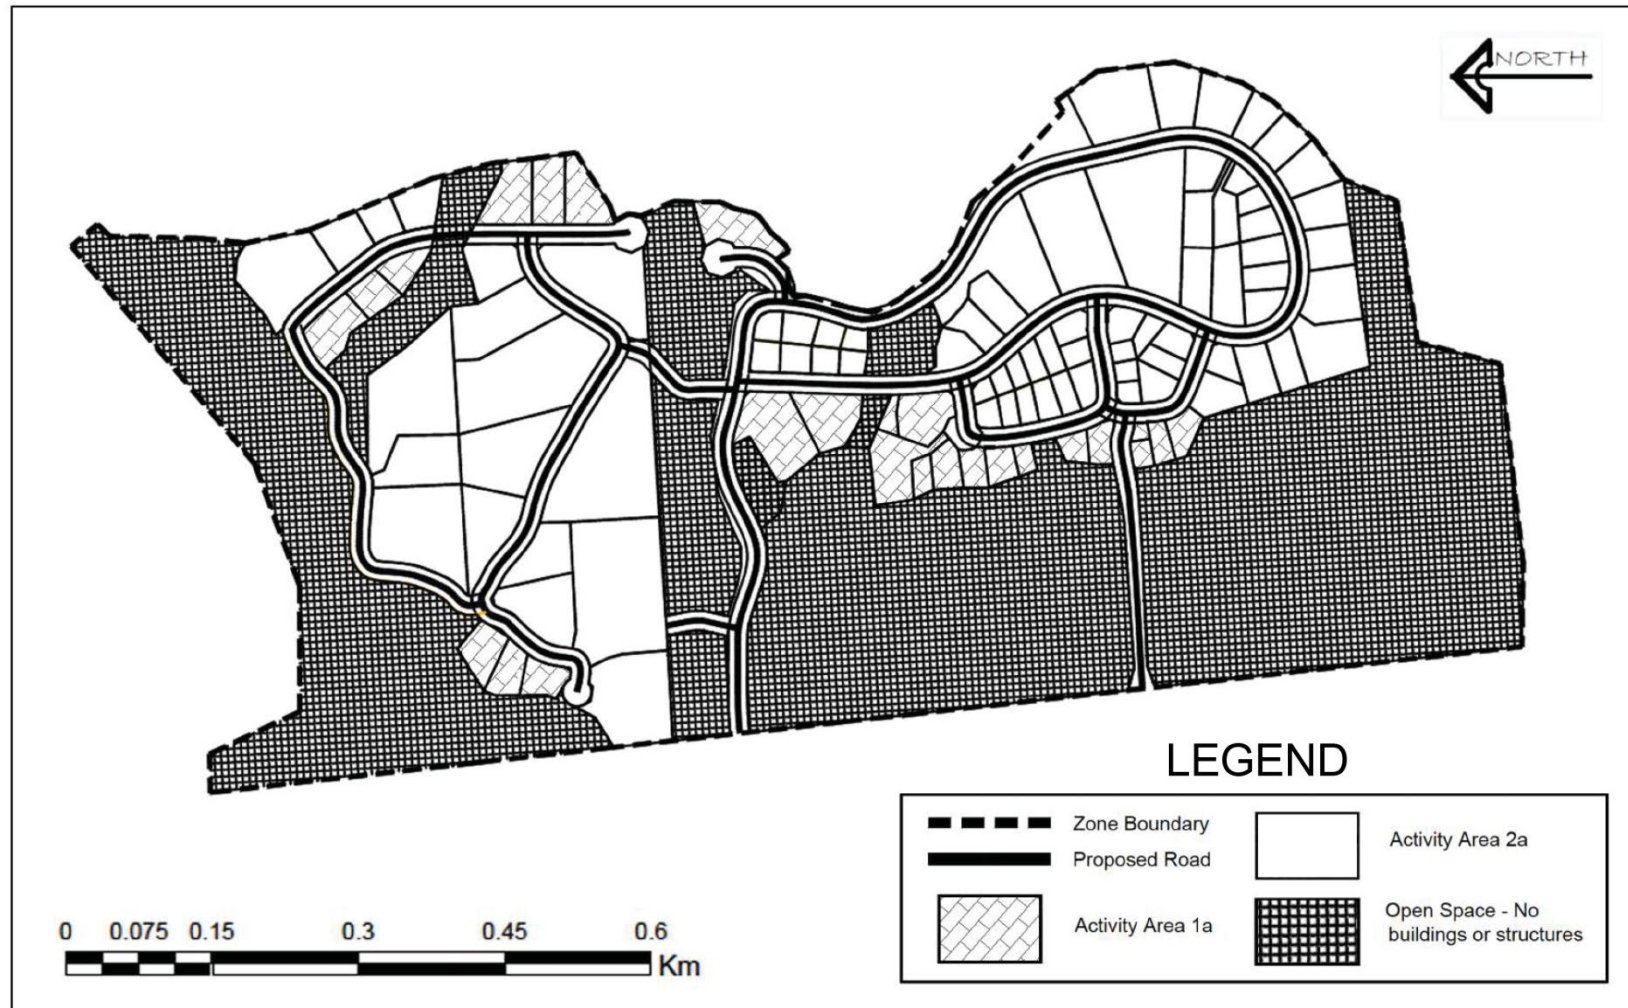 NORTH
LEGEND
Zone Boundary
Proposed Road
Activity Area 1a
Activity Area 2a
Open Space - No
buildings or structures
0 0.075 0.15 0.3 0.45 0.6
Km